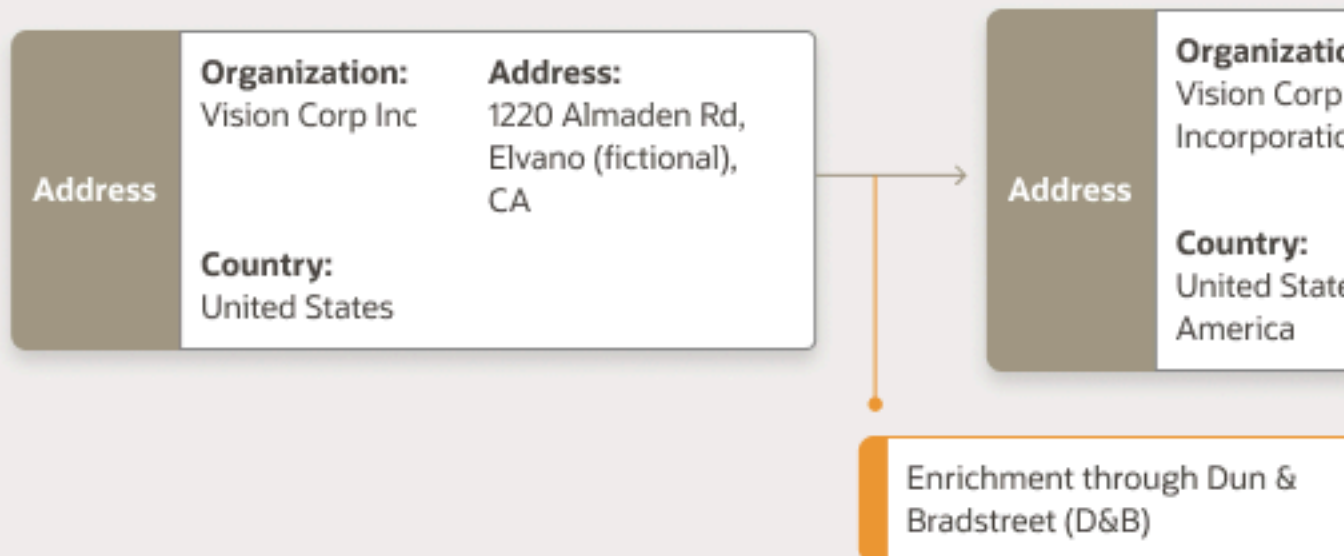 Address
Organization:
Vision Corp Inc
Address:
1220 Almaden Rd,
Elvano (fictional),
CA
Country:
United States
Address
Vision Corp
Country:
United
America
Enrichment through Dun &
Bradstreet (D&B)